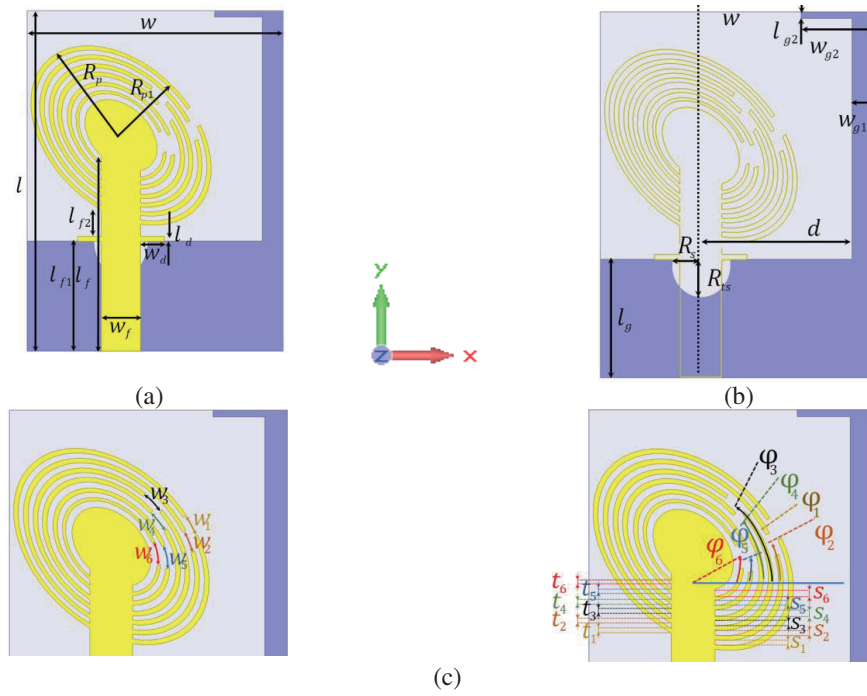 w
R_p
R_p1
l
l_f2
l_d
w_d
l_f1
l_f
w_f
(a)
Y
Z
X
w
l_g2
w_g2
w_g1
d
R_s
R_ts
l_g
(b)
w_3
w_4
w_1
w_2
w_6
w_5
φ_3
φ_4
φ_1
φ_2
φ_5
φ_6
t_6
t_5
t_4
t_3
t_2
t_1
s_6
s_5
s_4
s_3
s_2
s_1
(c)